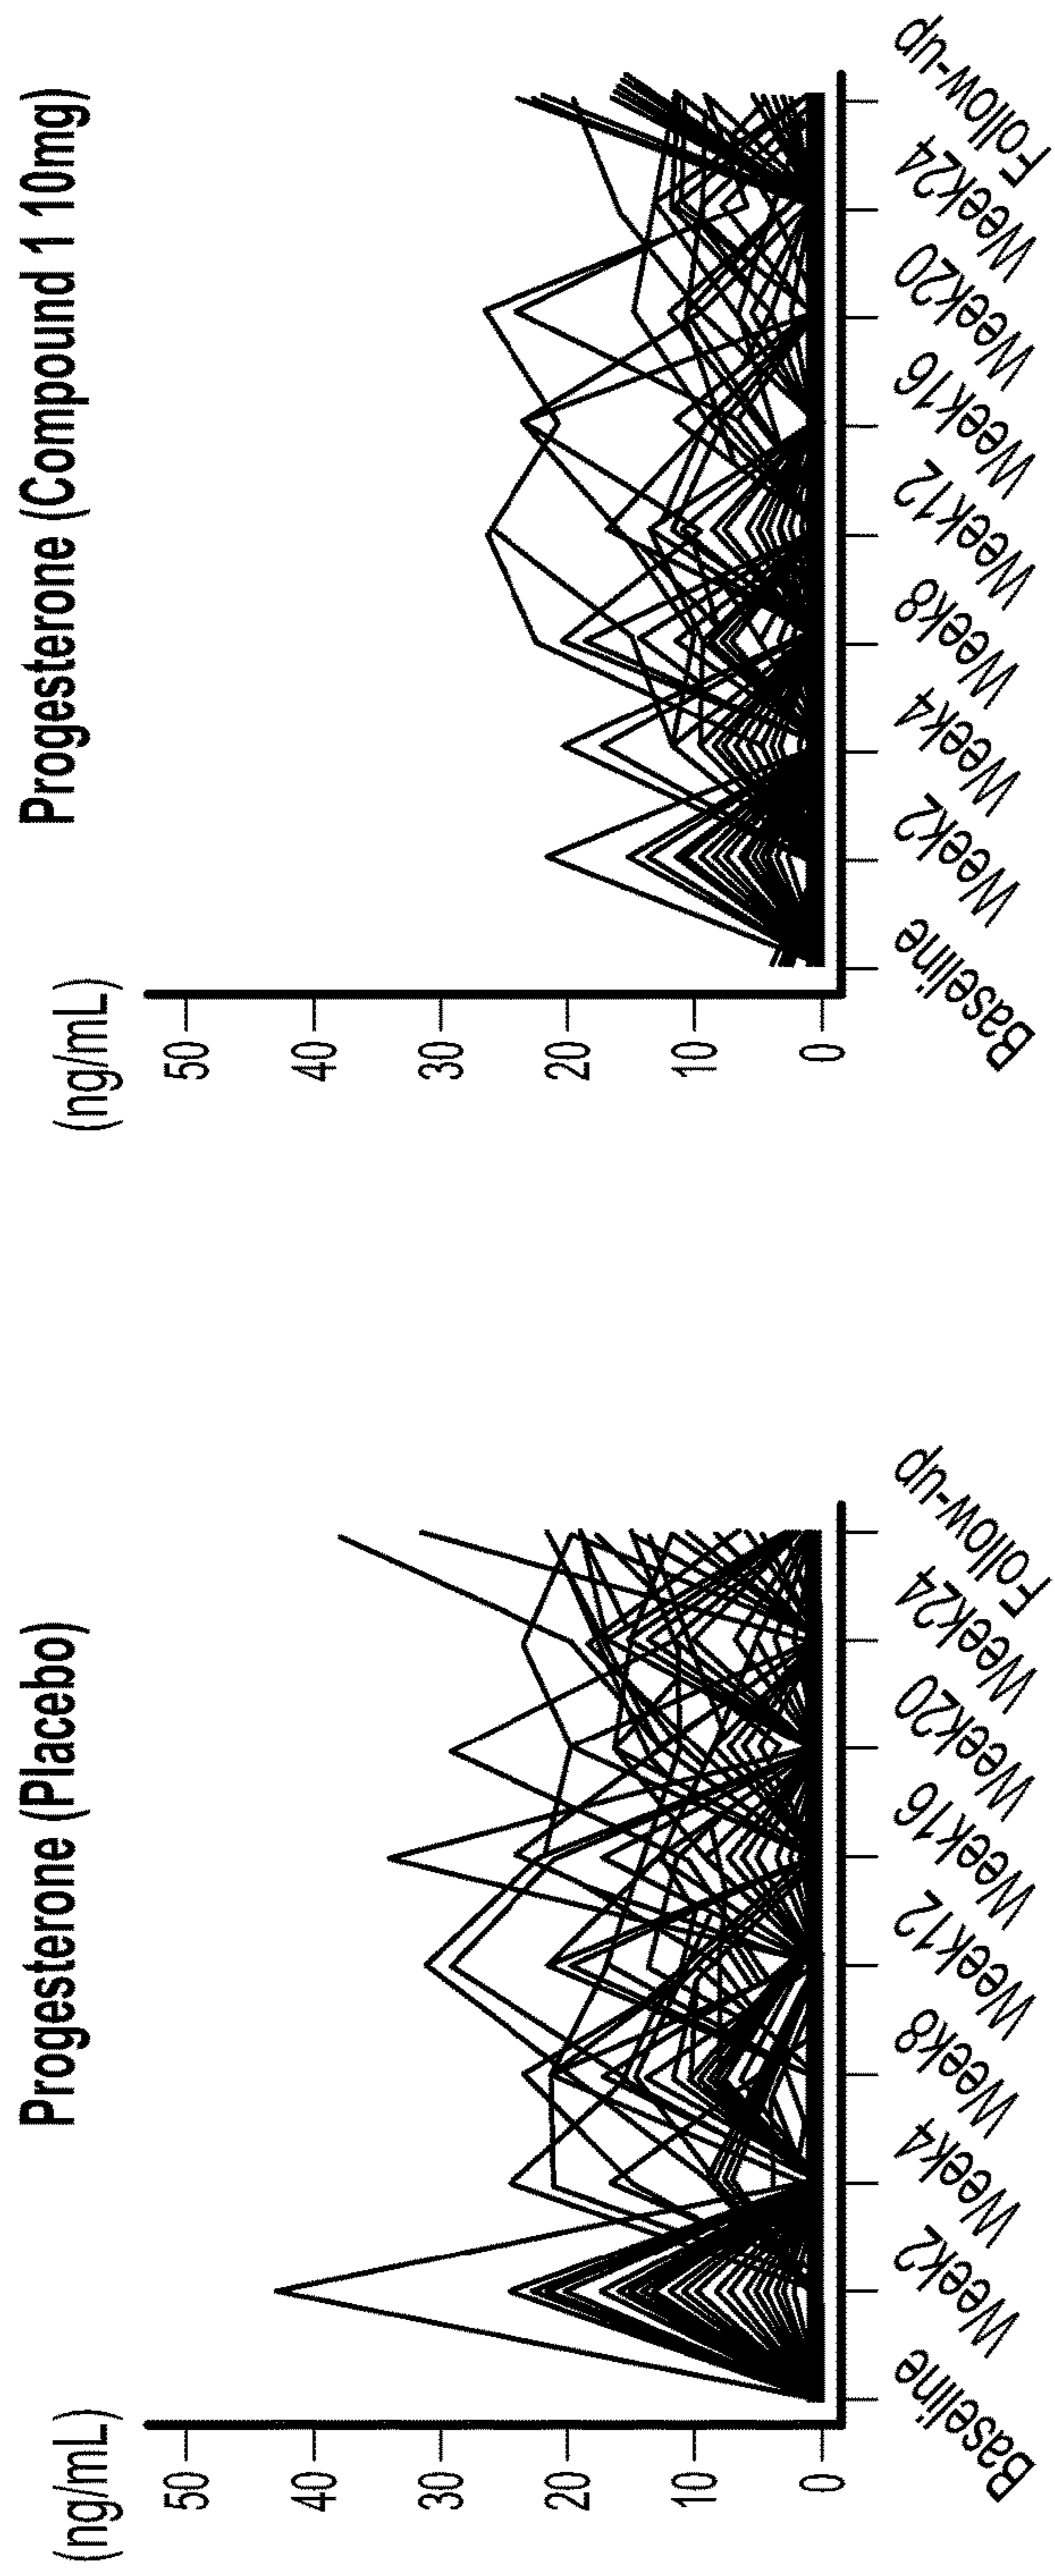 Progesterone (Placebo)
(ng/mL)
50
40
30
20
10
0
Baseline
Week2
Week4
Week8
Week12
Week16
Week20
Week24
Follow-up
Progesterone (Compound 1 10mg)
(ng/mL)
50
40
30
20
10
0
Baseline
Week2
Week4
Week8
Week12
Week16
Week20
Week24
Follow-up